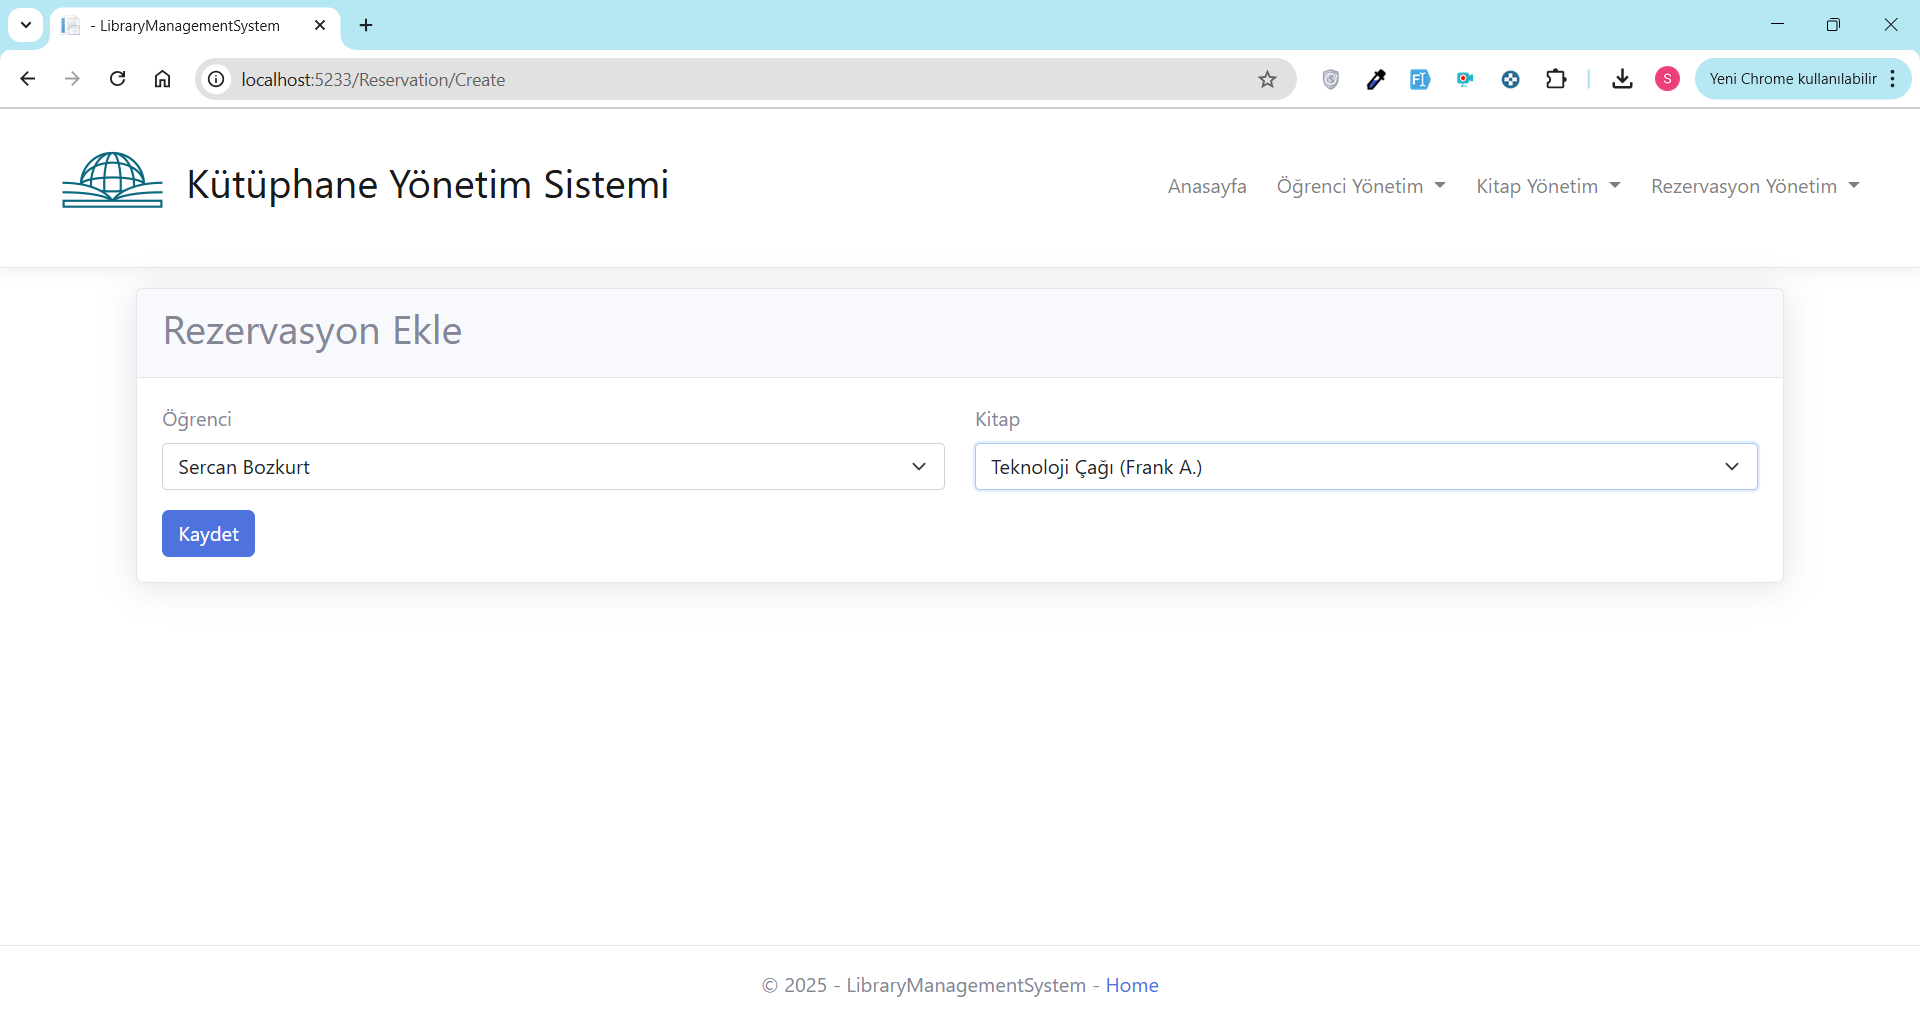 - LibraryManagementSystem
localhost:5233/Reservation/Create
S
Yeni Chrome kullanılabilir
Kütüphane Yönetim Sistemi
Anasayfa Öğrenci Yönetim Kitap Yönetim Rezervasyon Yönetim
Rezervasyon Ekle
Öğrenci Kitap
Sercan Bozkurt Teknoloji Çağı (Frank A.)
Kaydet
© 2025 - LibraryManagementSystem - Home